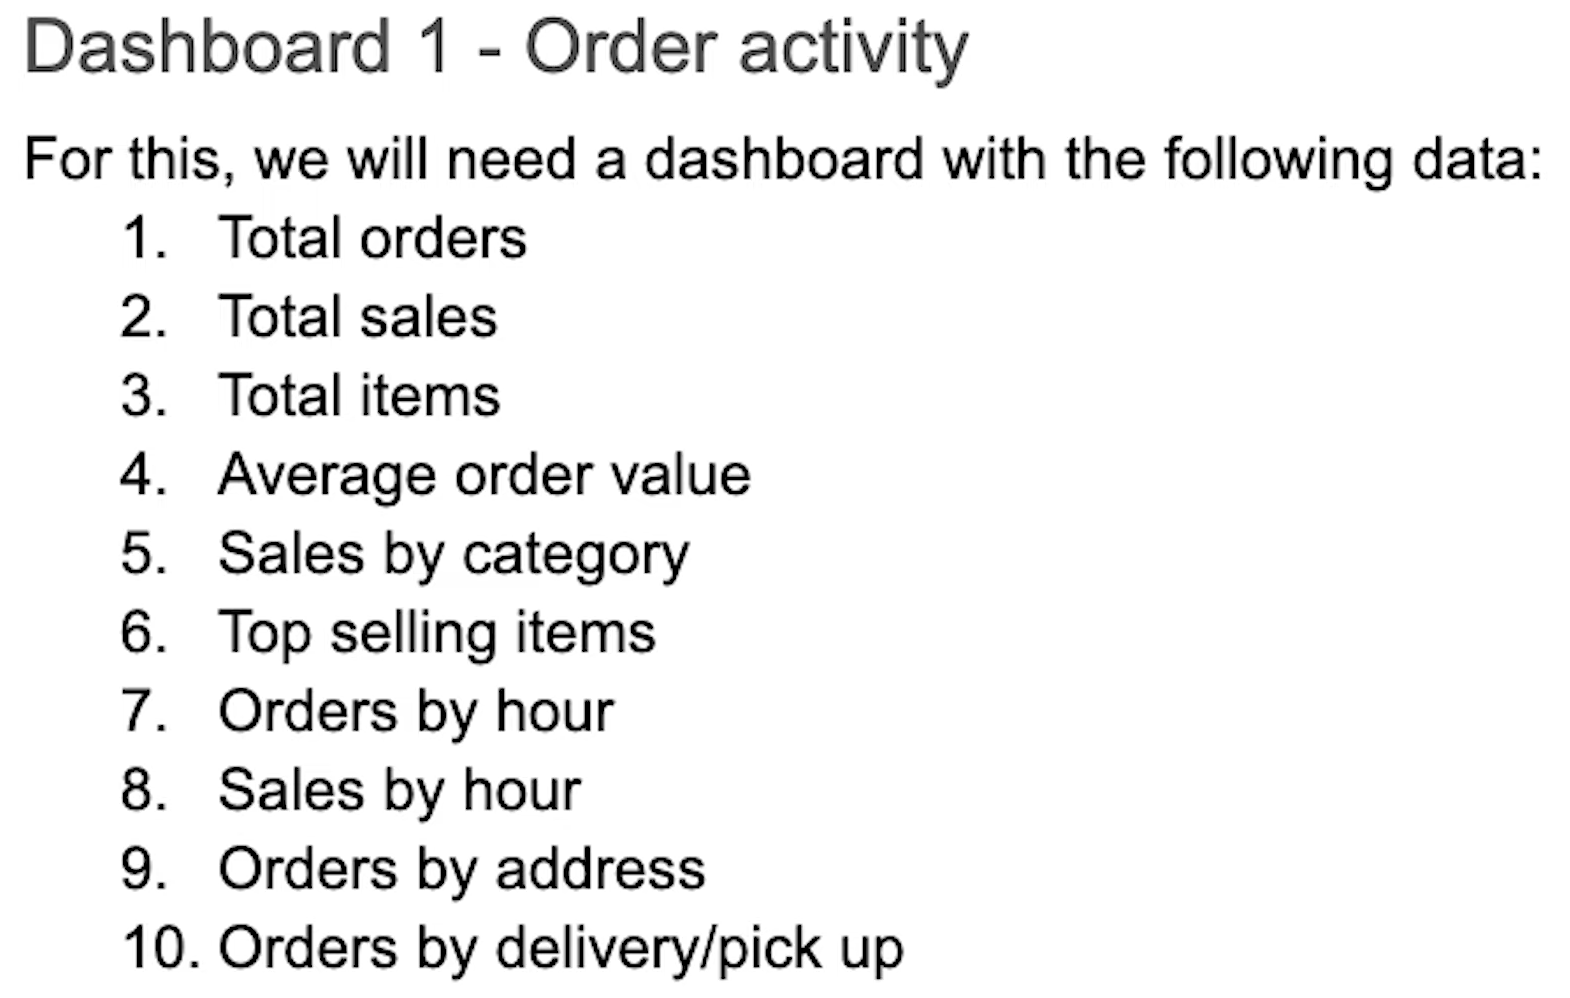 Dashboard 1 - Order activity
For this, we will need a dashboard with the following data:
1. Total orders
2. Total sales
3. Total items
4. Average order value
5. Sales by category
6. Top selling items
7. Orders by hour
8. Sales by hour
9. Orders by address
10. Orders by delivery/pick up